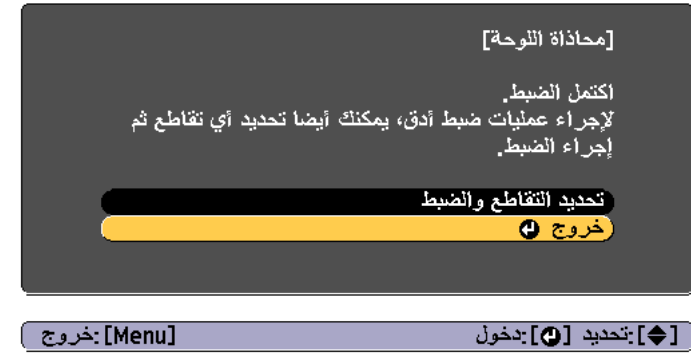 [محاذاة اللوحة]
اكتمل الضبط.
لإجراء عمليات ضبط أدق، يمكنك أيضا تحديد أي تقاطع ثم
إجراء الضبط.
تحديد التقاطع والضبط
خروج
[◆]:تحديد [⏎]:دخول [Menu]:خروج